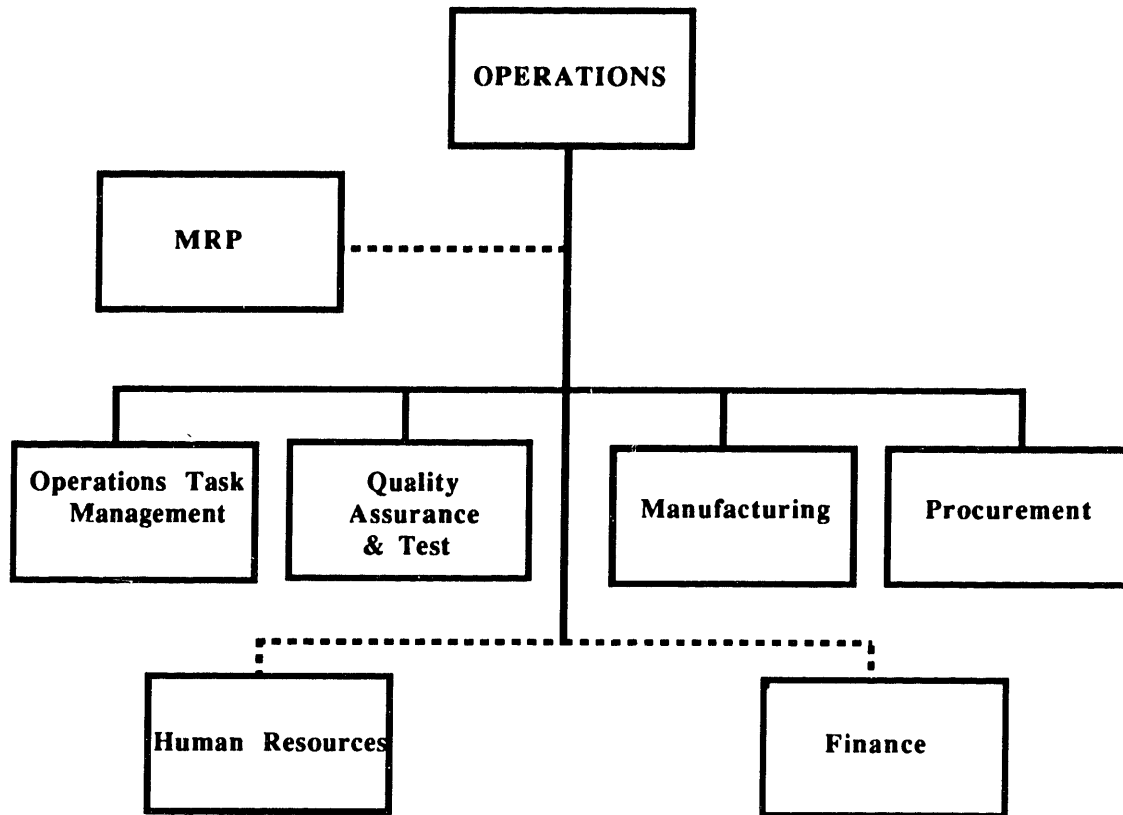 OPERATIONS
MRP
Operations Task
Management
Quality
Assurance
& Test
Manufacturing
Procurement
Human Resources
Finance